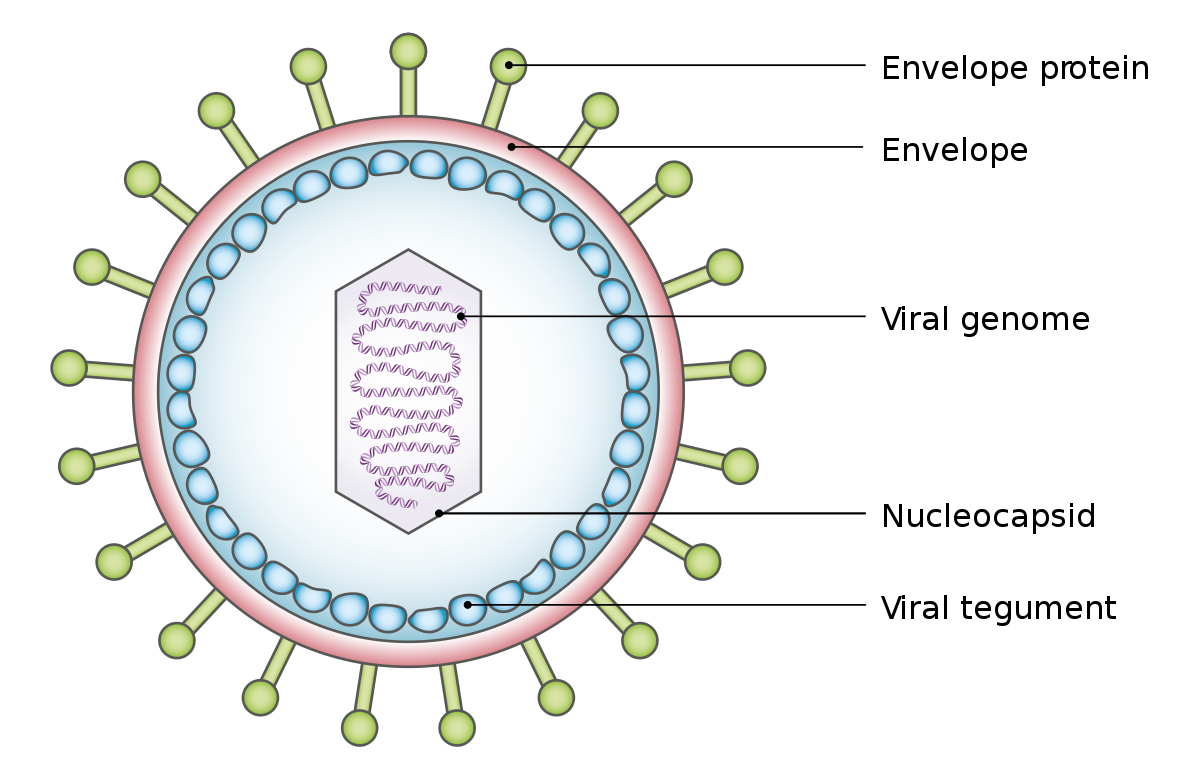 Envelope protein
Envelope
Viral genome
Nucleocapsid
Viral tegument